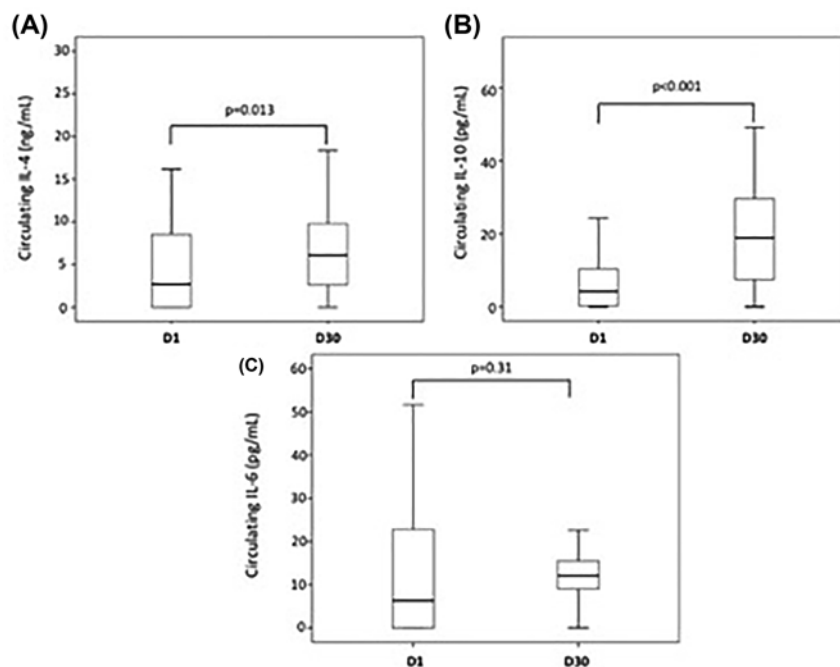 (A)
Circulating IL-4 (ng/mL)
30
25
20
15
10
5
0
p=0.013
D1 D30
(B)
Circulating IL-10 (pg/mL)
60
40
20
0
p<0.001
D1 D30
(C)
Circulating IL-6 (pg/mL)
60
50
40
30
20
10
0
p=0.31
D1 D30